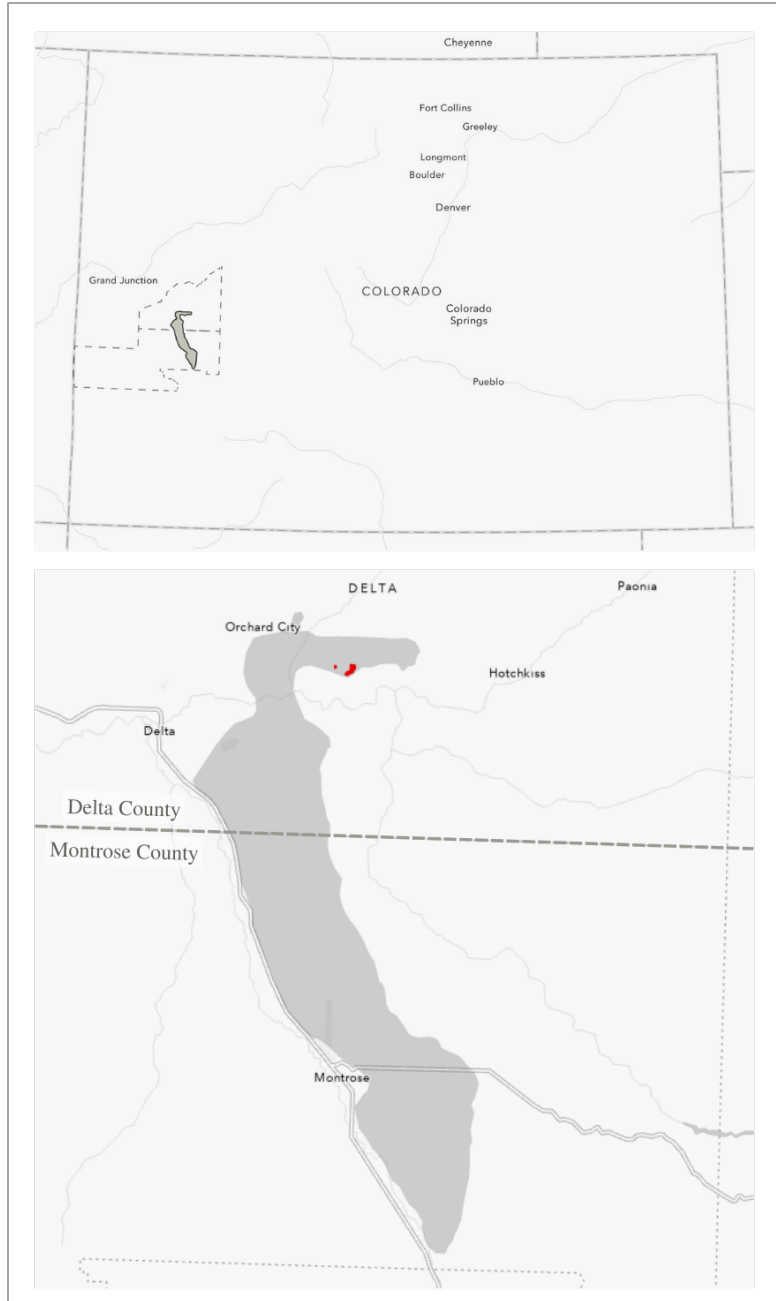 Cheyenne
Fort Collins
Greeley
Longmont
Boulder
Denver
Grand Junction
COLORADO
Colorado
Springs
Pueblo
DELTA
Paonia
Orchard City
Hotchkiss
Delta
Delta County
Montrose County
Montrose